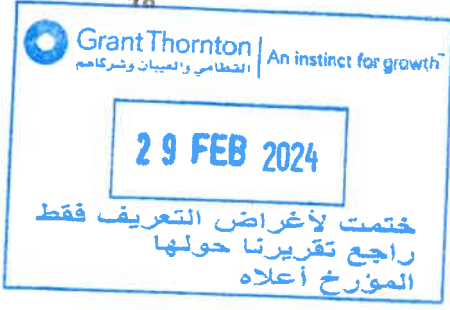 Grant Thornton | An instinct for growth™
القطامي والعيبان وشركاهم
29 FEB 2024
ختمت لأغراض التعريف فقط
راجع تقريرنا حولها
المؤرخ أعلاه